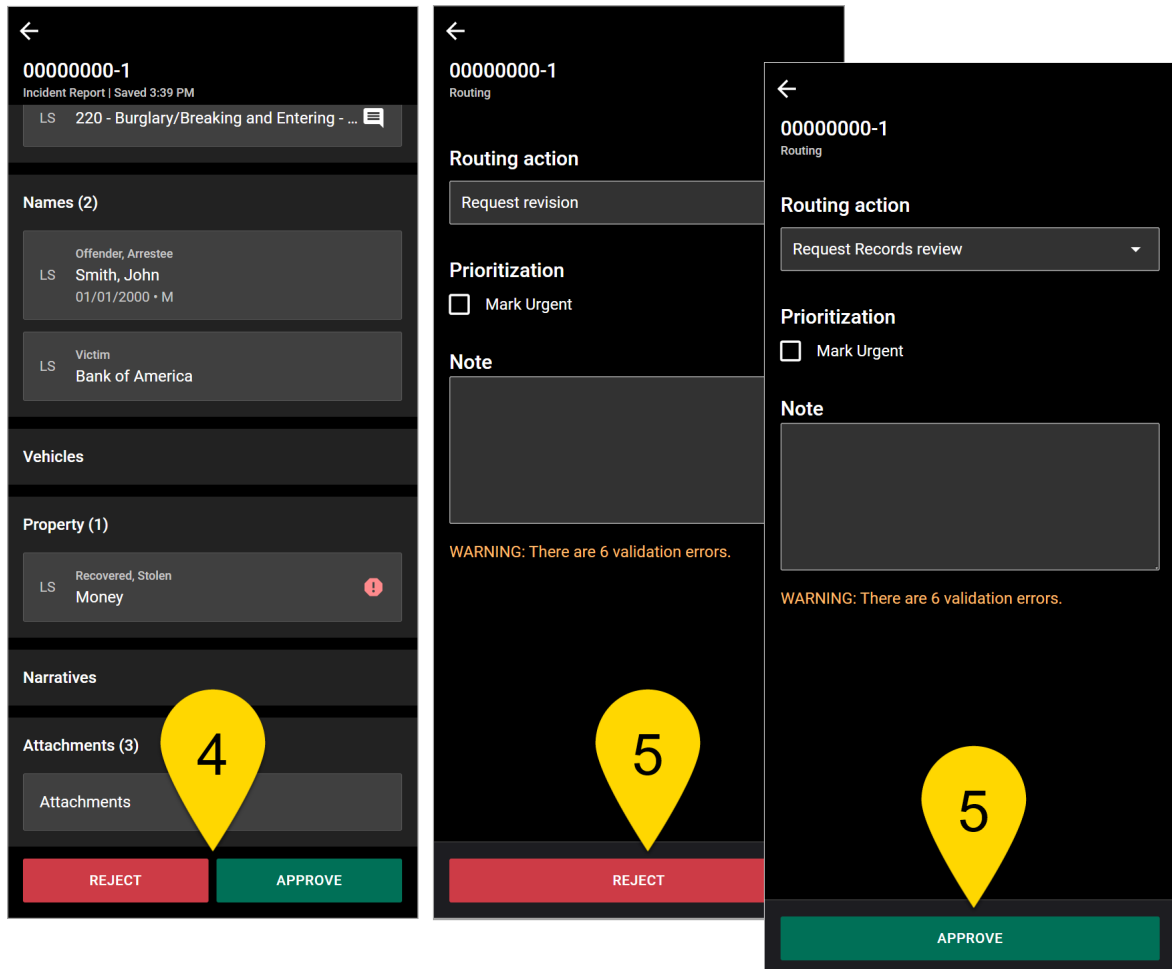 00000000-1
Incident Report | Saved 3:39 PM
LS 220 - Burglary/Breaking and Entering - ...
Names (2)
Offender, Arrestee
LS Smith, John
01/01/2000 • M
Victim
LS Bank of America
Vehicles
Property (1)
Recovered, Stolen
LS Money
Narratives
Attachments (3)
Attachments
4
REJECT APPROVE
00000000-1
Routing
Routing action
Request revision
Prioritization
Mark Urgent
Note
WARNING: There are 6 validation errors.
5
REJECT
00000000-1
Routing
Routing action
Request Records review
Prioritization
Mark Urgent
Note
WARNING: There are 6 validation errors.
5
APPROVE